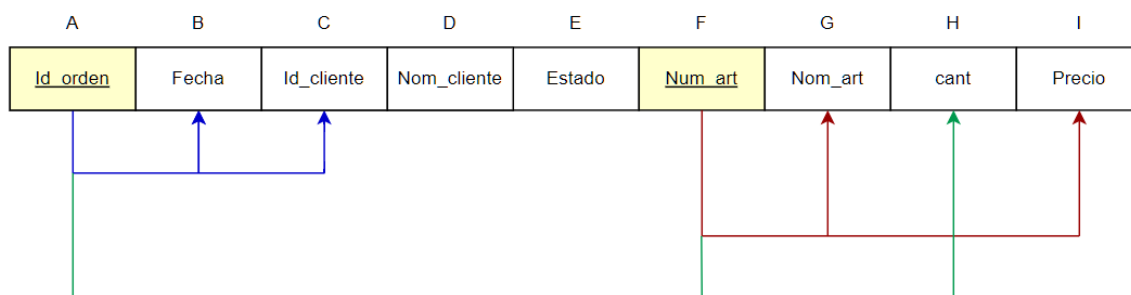 A B C D E F G H I
Id_orden Fecha Id_cliente Nom_cliente Estado Num_art Nom_art cant Precio